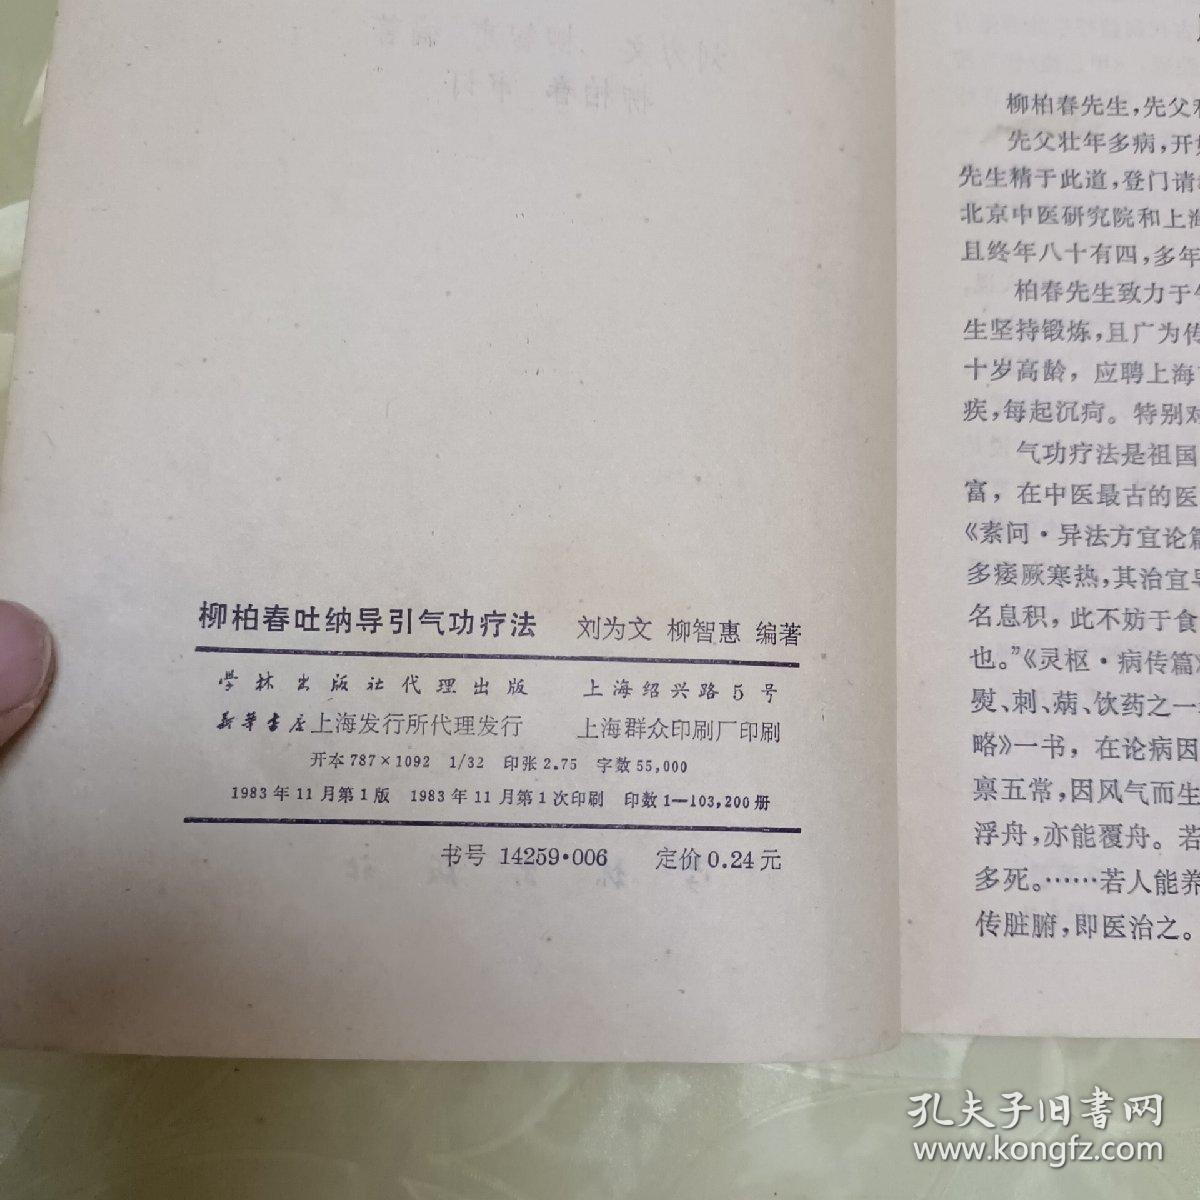 柳柏春吐纳导引气功疗法 刘为文 柳智惠 编著
学林出版社代理出版 上海绍兴路5号
新华书店上海发行所代理发行 上海群众印刷厂印刷
开本 787×1092 1/32 印张 2.75 字数 55,000
1983年11月第1版 1983年11月第1次印刷 印数 1—103,200册
书号 14259·006 定价 0.24元
柳柏春先生，先父
先父壮年多病，开
先生精于此道，登门请
北京中医研究院和上海
且终年八十有四，多年
柏春先生致力于
生坚持锻炼，且广为传
十岁高龄，应聘上海
疾，每起沉疴。特别对
气功疗法是祖国
富，在中医最古的医
《素问·异法方宜论篇
多痿厥寒热，其治宜导
名息积，此不妨于食
也。”《灵枢·病传篇》
熨、刺、焫、饮药之一
略》一书，在论病因
禀五常，因风气而生
浮舟，亦能覆舟。若
多死。……若人能养
传脏腑，即医治之。
孔夫子旧书网
www.kongfz.com